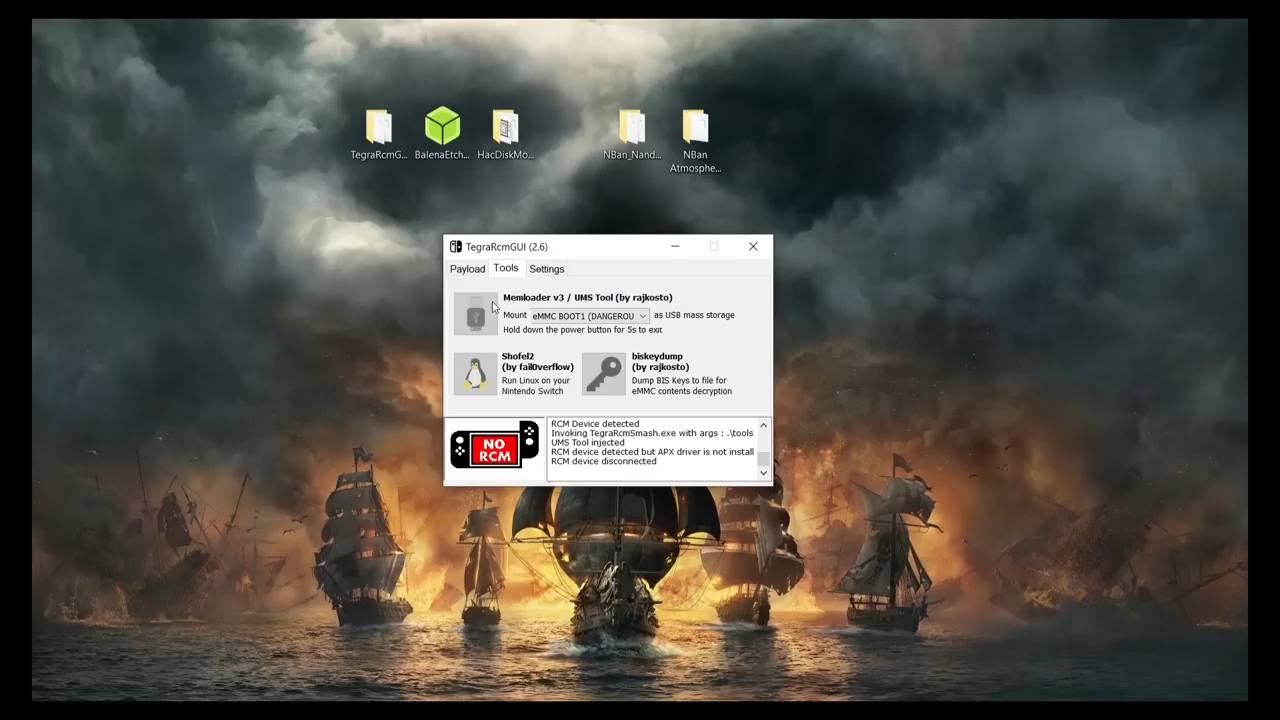 TegraRcmG...
BalenaEtch...
HacDiskMo...
NBan_Nand...
NBan
Atmosphe...
TegraRcmGUI (2.6)
Payload
Tools
Settings
Memloader v3 / UMS Tool (by rajkosto)
Mount eMMC BOOT1 (DANGEROU as USB mass storage
Hold down the power button for 5s to exit
Shofel2
(by fail0verflow)
Run Linux on your
Nintendo Switch
biskeydump
(by rajkosto)
Dump BIS Keys to file for
eMMC contents decryption
NO
RCM
RCM Device detected
Invoking TegraRcmSmash.exe with args : .\tools
UMS Tool injected
RCM device detected but APX driver is not install
RCM device disconnected